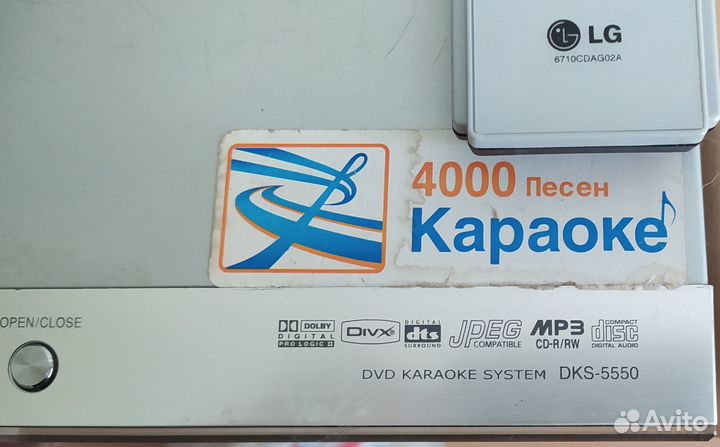 LG
6710CDAG02A
4000 Песен
Караоке
OPEN/CLOSE
DOLBY
DIGITAL
PRO LOGIC II
DIVX
DIGITAL
dts
SURROUND
JPEG
COMPATIBLE
MP3
CD-R/RW
COMPACT
disc
DIGITAL AUDIO
DVD KARAOKE SYSTEM DKS-5550
Avito